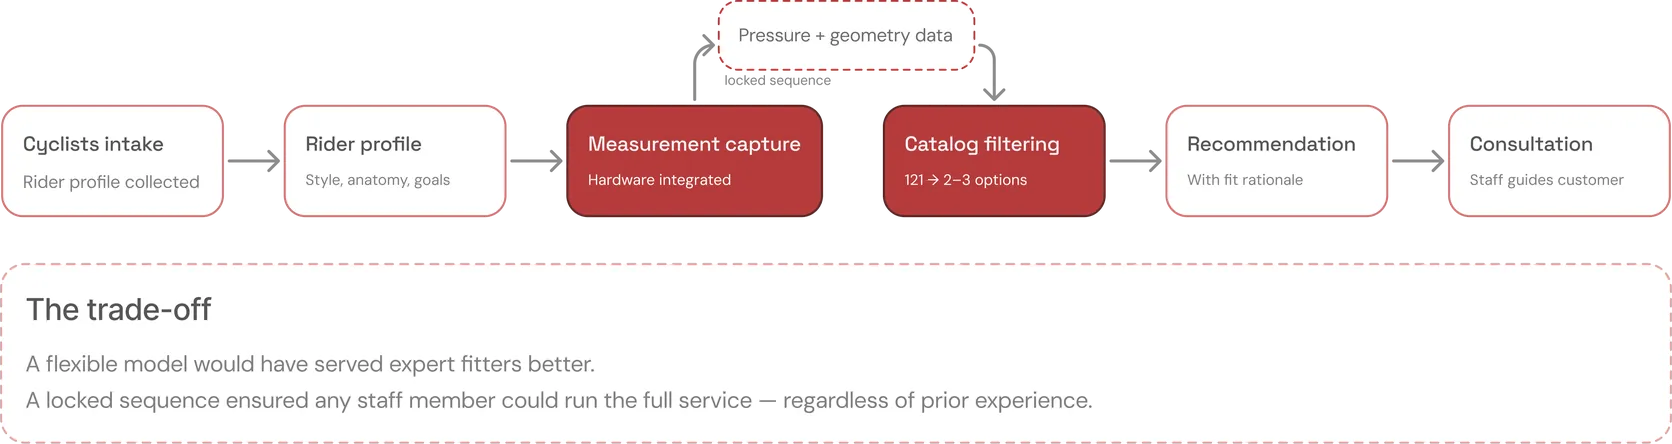 Pressure + geometry data
locked sequence
Cyclists intake
Rider profile collected
Rider profile
Style, anatomy, goals
Measurement capture
Hardware integrated
Catalog filtering
121 → 2–3 options
Recommendation
With fit rationale
Consultation
Staff guides customer
The trade-off
A flexible model would have served expert fitters better.
A locked sequence ensured any staff member could run the full service — regardless of prior experience.